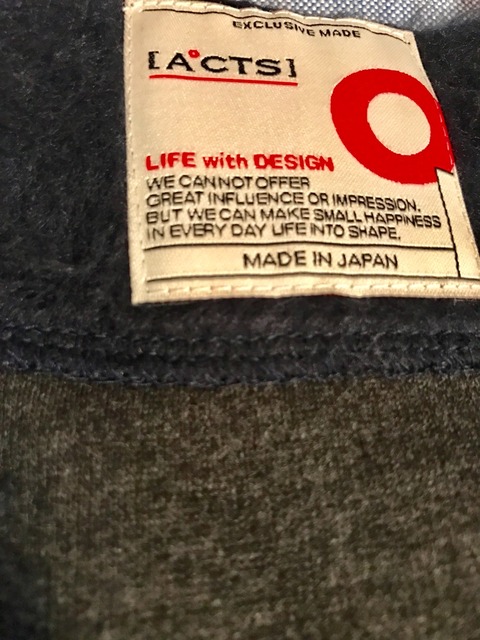 EXCLUSIVE MADE
[A°CTS]
LIFE with DESIGN
WE CAN NOT OFFER
GREAT INFLUENCE OR IMPRESSION.
BUT WE CAN MAKE SMALL HAPPINESS
IN EVERY DAY LIFE INTO SHAPE.
MADE IN JAPAN